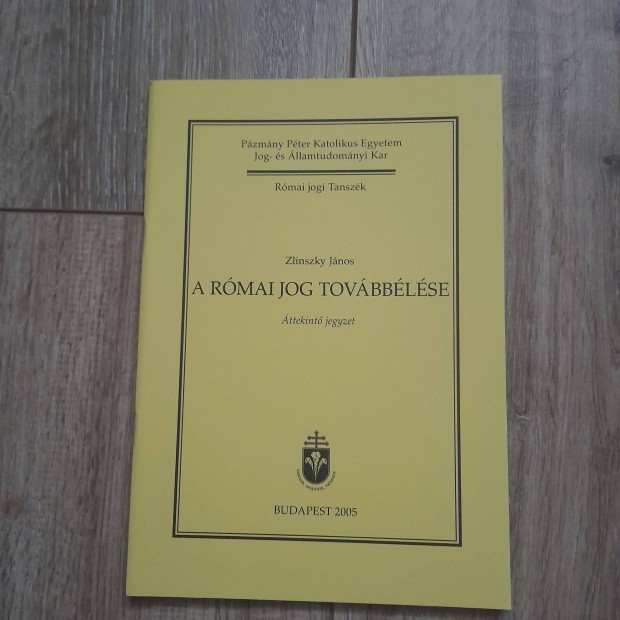 Pázmány Péter Katolikus Egyetem
Jog- és Államtudományi Kar
Római jogi Tanszék
Zlinszky János
A RÓMAI JOG TOVÁBBÉLÉSE
Áttekintő jegyzet
BUDAPEST 2005